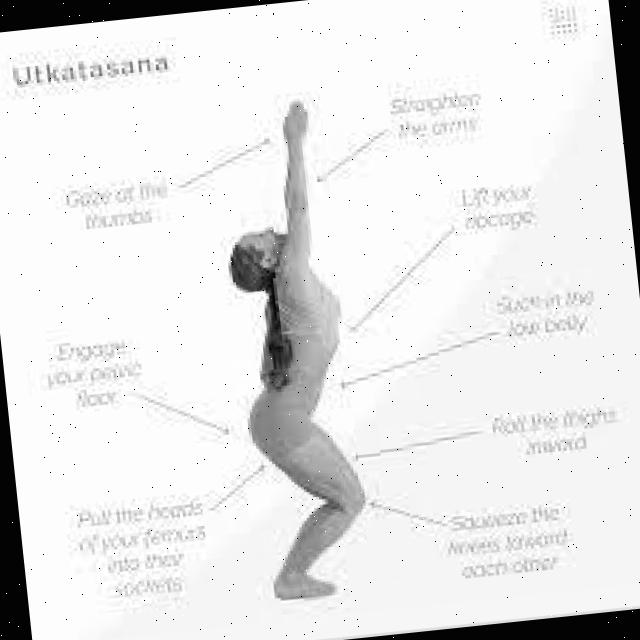 Utkatasana
Straighten
the arms
Gaze at the
thumbs
Lift your
ribcage
Suck in the
low belly
Engage
your pelvic
floor
Roll the thighs
inward
Pull the heads
of your femurs
into their
sockets
Squeeze the
knees toward
each other